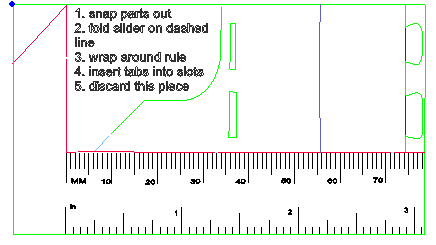 1. snap parts out
2. fold slider on dashed
line
3. wrap around rule
4. insert tabs into slots
5. discard this piece
MM 10 20 30 40 50 60 70
in 1 2 3